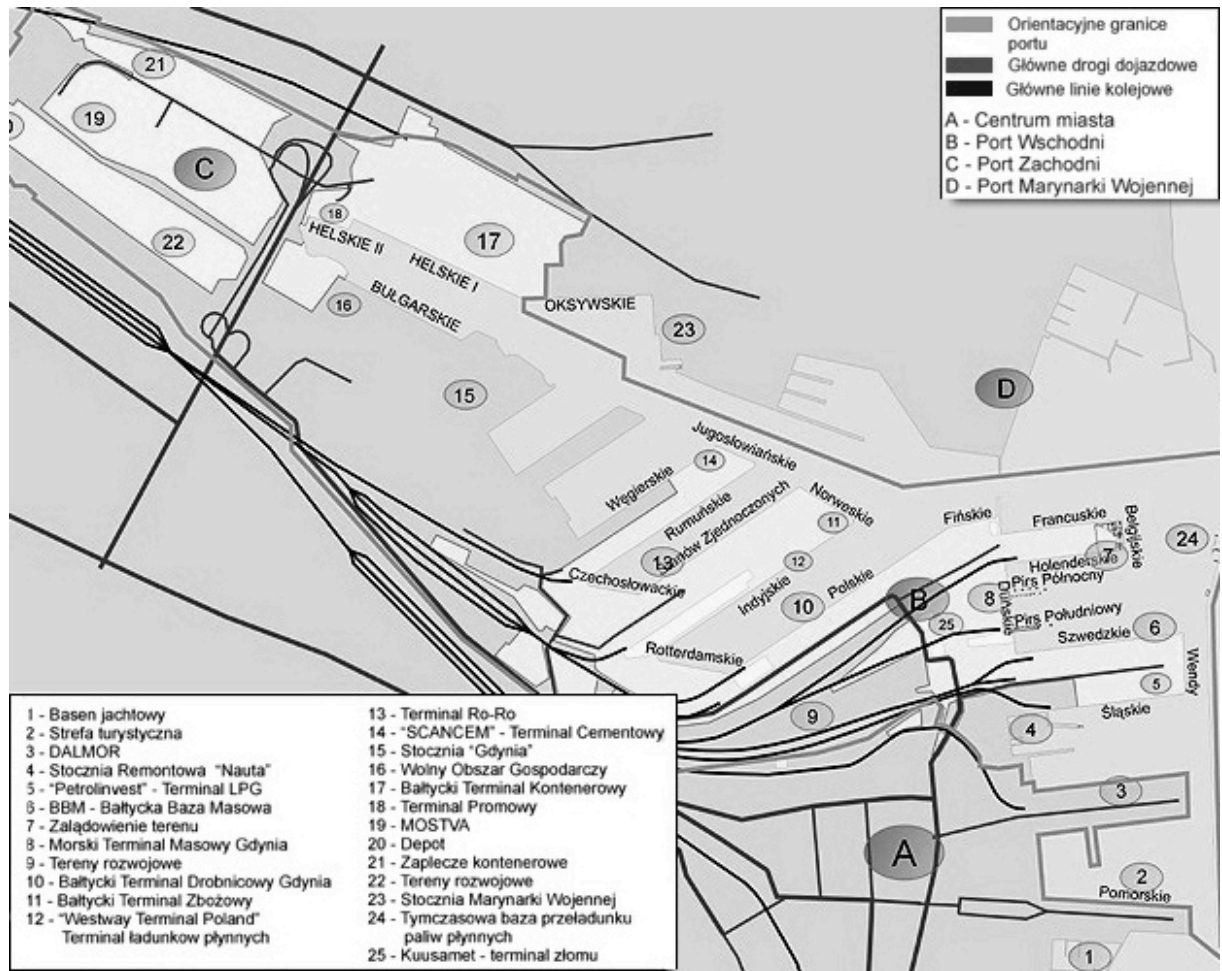 Orientacyjne granice
portu
Główne drogi dojazdowe
Główne linie kolejowe
A - Centrum miasta
B - Port Wschodni
C - Port Zachodni
D - Port Marynarki Wojennej
21
19
C
22
18
HELSKIE II
HELSKIE I
17
BUŁGARSKIE
16
OKSYWSKIE
23
D
15
Jugosłowiańskie
14
Węgierskie
Rumuńskie
13
Czechosłowackie
Norweskie
11
12
Indyjskie
10
Polskie
Rotterdamskie
Fińskie
Francuskie
Belgijskie
24
7
Holenderskie
Pirs Północny
8
Duńskie
B
25
Pirs Południowy
Szwedzkie
6
Wendy
5
Śląskie
9
4
3
A
2
Pomorskie
1
1 - Basen jachtowy
2 - Strefa turystyczna
3 - DALMOR
4 - Stocznia Remontowa "Nauta"
5 - "Petrolinvest" - Terminal LPG
6 - BBM - Bałtycka Baza Masowa
7 - Zalądowienie terenu
8 - Morski Terminal Masowy Gdynia
9 - Tereny rozwojowe
10 - Bałtycki Terminal Drobnicowy Gdynia
11 - Bałtycki Terminal Zbożowy
12 - "Westway Terminal Poland"
Terminal ładunkow płynnych
13 - Terminal Ro-Ro
14 - "SCANCEM" - Terminal Cementowy
15 - Stocznia "Gdynia"
16 - Wolny Obszar Gospodarczy
17 - Bałtycki Terminal Kontenerowy
18 - Terminal Promowy
19 - MOSTVA
20 - Depot
21 - Zaplecze kontenerowe
22 - Tereny rozwojowe
23 - Stocznia Marynarki Wojennej
24 - Tymczasowa baza przeładunku
paliw płynnych
25 - Kuusamet - terminal złomu